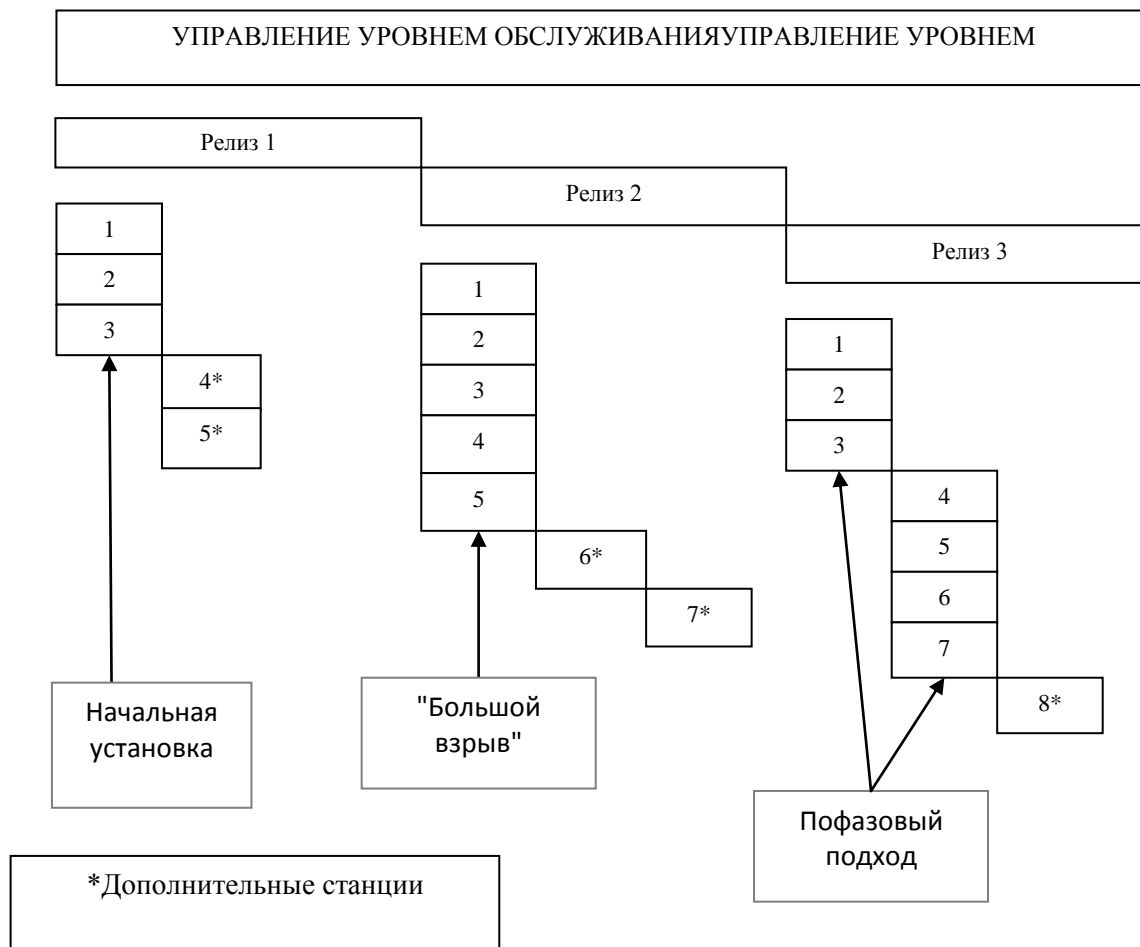 УПРАВЛЕНИЕ УРОВНЕМ ОБСЛУЖИВАНИЯУПРАВЛЕНИЕ УРОВНЕМ
Релиз 1
Релиз 2
Релиз 3
1
2
3
4*
5*
1
2
3
4
5
6*
7*
1
2
3
4
5
6
7
8*
Начальная
установка
"Большой
взрыв"
Пофазовый
подход
*Дополнительные станции